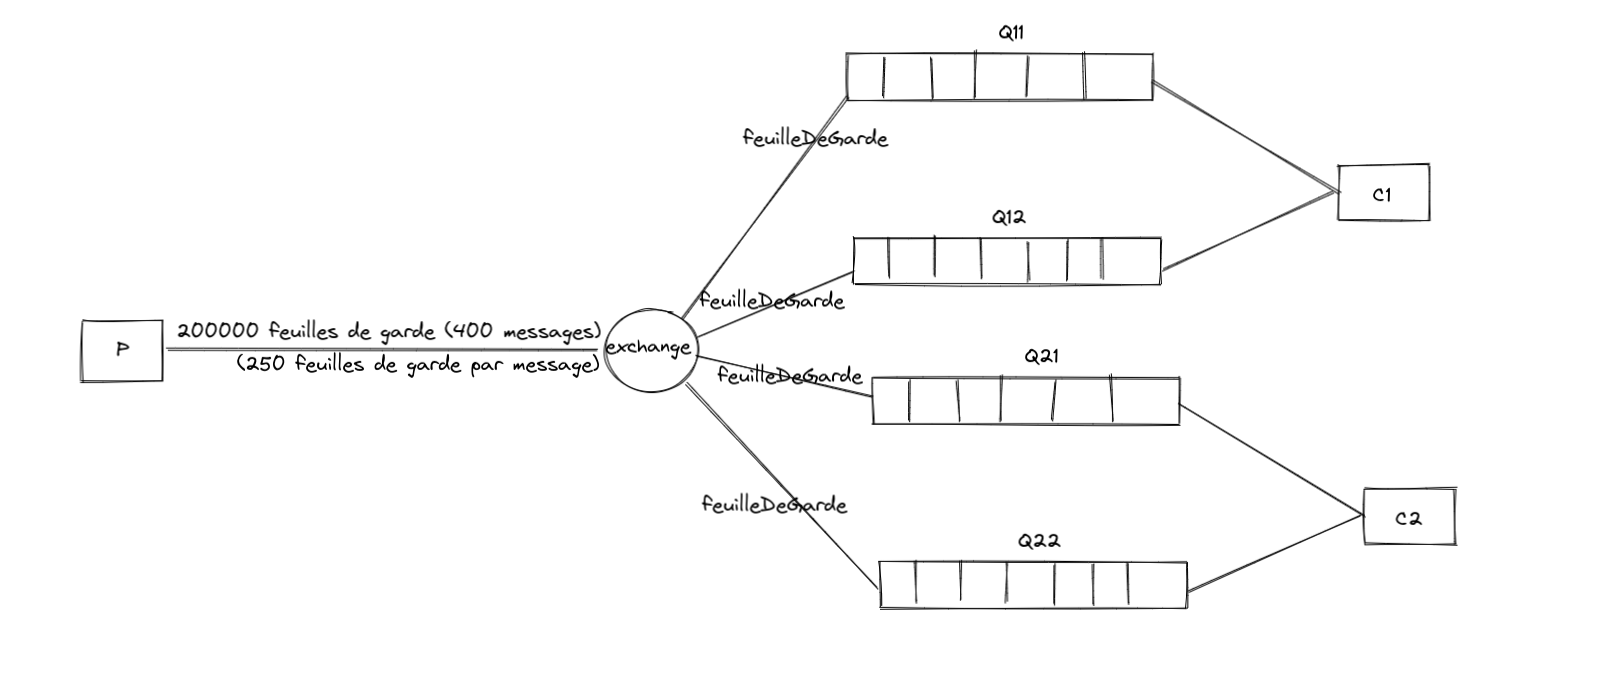 Q11
feuilleDeGarde
C1
Q12
feuilleDeGarde
200000 feuilles de garde (400 messages)
P
exchange
(250 feuilles de garde par message)
Q21
feuilleDeGarde
feuilleDeGarde
C2
Q22